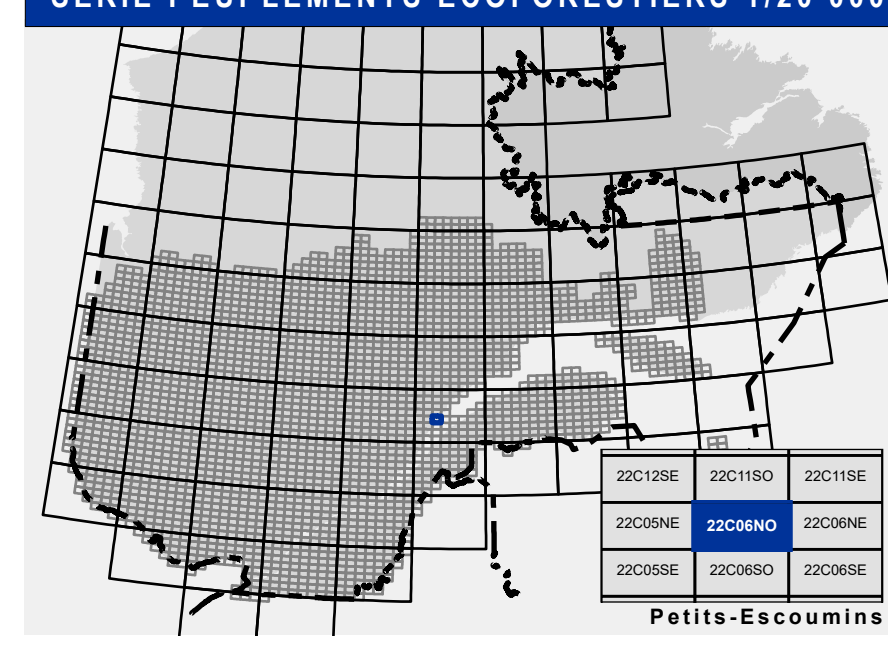 SÉRIE PEUPLEMENTS ÉCOFORESTIERS 1/20 000
22C12SE 22C11SO 22C11SE
22C05NE 22C06NO 22C06NE
22C05SE 22C06SO 22C06SE
Petits-Escoumins